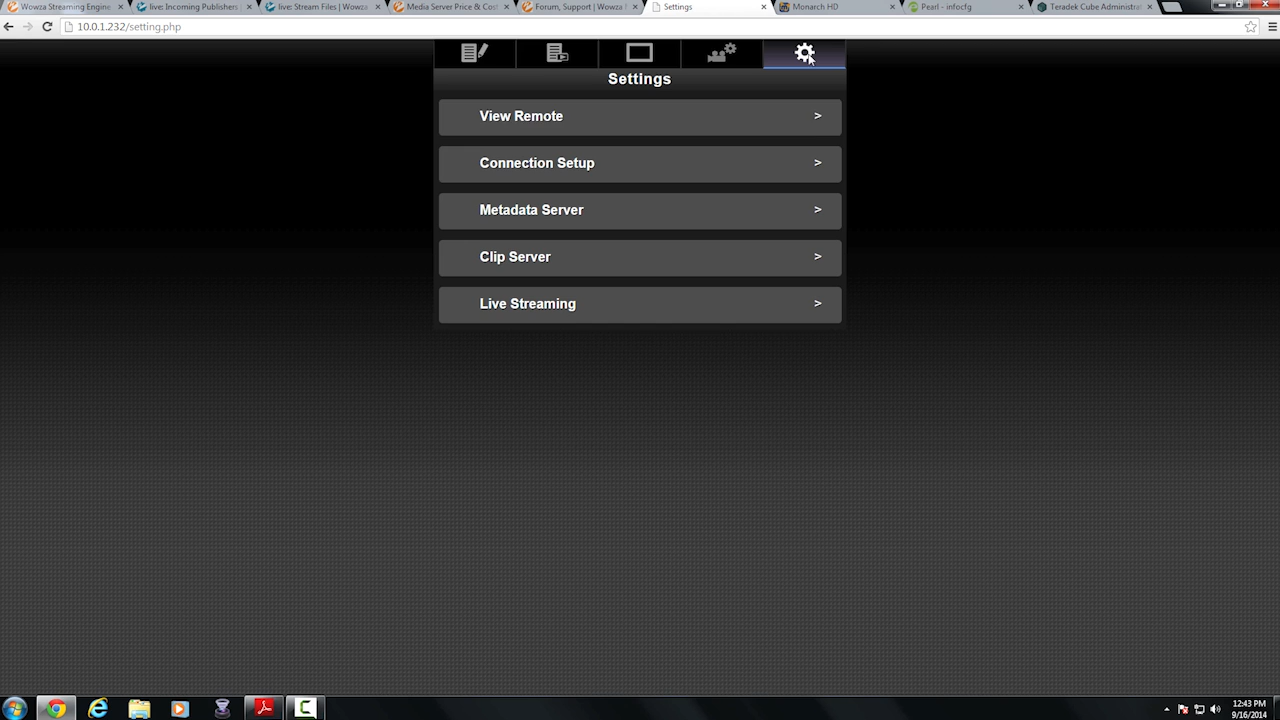 Wowza Streaming Engine
live: Incoming Publishers
live: Stream Files | Wowza
Media Server Price & Cost
Forum, Support | Wowza
Settings
Monarch HD
Pearl - infocfg
Teradek Cube Administra
10.0.1.232/setting.php
Settings
View Remote >
Connection Setup >
Metadata Server >
Clip Server >
Live Streaming >
12:43 PM
9/16/2014